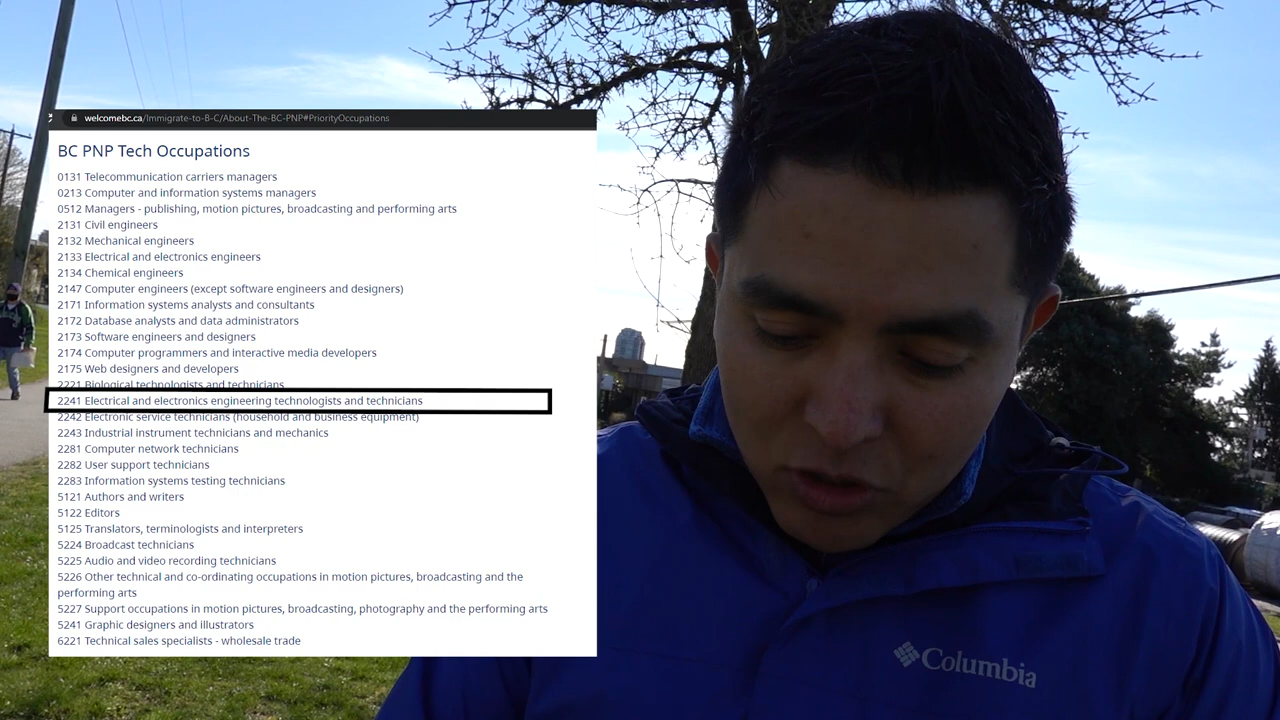 welcomebc.ca/Immigrate-to-B-C/About-The-BC-PNP#PriorityOccupations
BC PNP Tech Occupations
0131 Telecommunication carriers managers
0213 Computer and information systems managers
0512 Managers - publishing, motion pictures, broadcasting and performing arts
2131 Civil engineers
2132 Mechanical engineers
2133 Electrical and electronics engineers
2134 Chemical engineers
2147 Computer engineers (except software engineers and designers)
2171 Information systems analysts and consultants
2172 Database analysts and data administrators
2173 Software engineers and designers
2174 Computer programmers and interactive media developers
2175 Web designers and developers
2221 Biological technologists and technicians
2241 Electrical and electronics engineering technologists and technicians
2242 Electronic service technicians (household and business equipment)
2243 Industrial instrument technicians and mechanics
2281 Computer network technicians
2282 User support technicians
2283 Information systems testing technicians
5121 Authors and writers
5122 Editors
5125 Translators, terminologists and interpreters
5224 Broadcast technicians
5225 Audio and video recording technicians
5226 Other technical and co-ordinating occupations in motion pictures, broadcasting and the
performing arts
5227 Support occupations in motion pictures, broadcasting, photography and the performing arts
5241 Graphic designers and illustrators
6221 Technical sales specialists - wholesale trade
Columbia